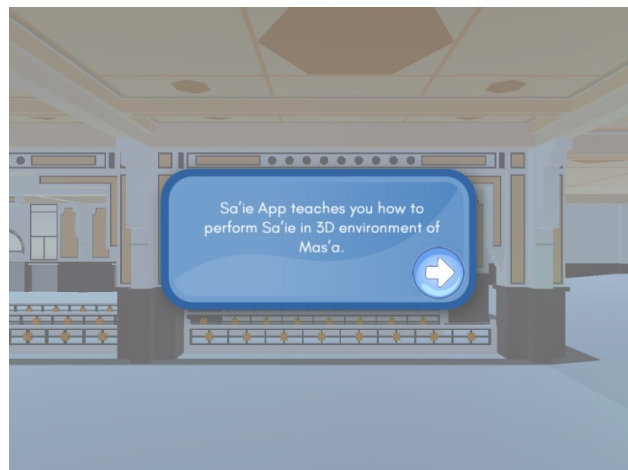 Sa'ie App teaches you how to
perform Sa'ie in 3D environment of
Mas'a.